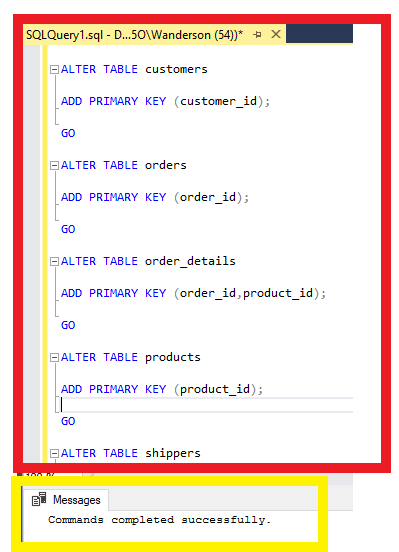 SQLQuery1.sql - D...5O\Wanderson (54))*
ALTER TABLE customers
ADD PRIMARY KEY (customer_id);
GO
ALTER TABLE orders
ADD PRIMARY KEY (order_id);
GO
ALTER TABLE order_details
ADD PRIMARY KEY (order_id,product_id);
GO
ALTER TABLE products
ADD PRIMARY KEY (product_id);
GO
ALTER TABLE shippers
Messages
Commands completed successfully.